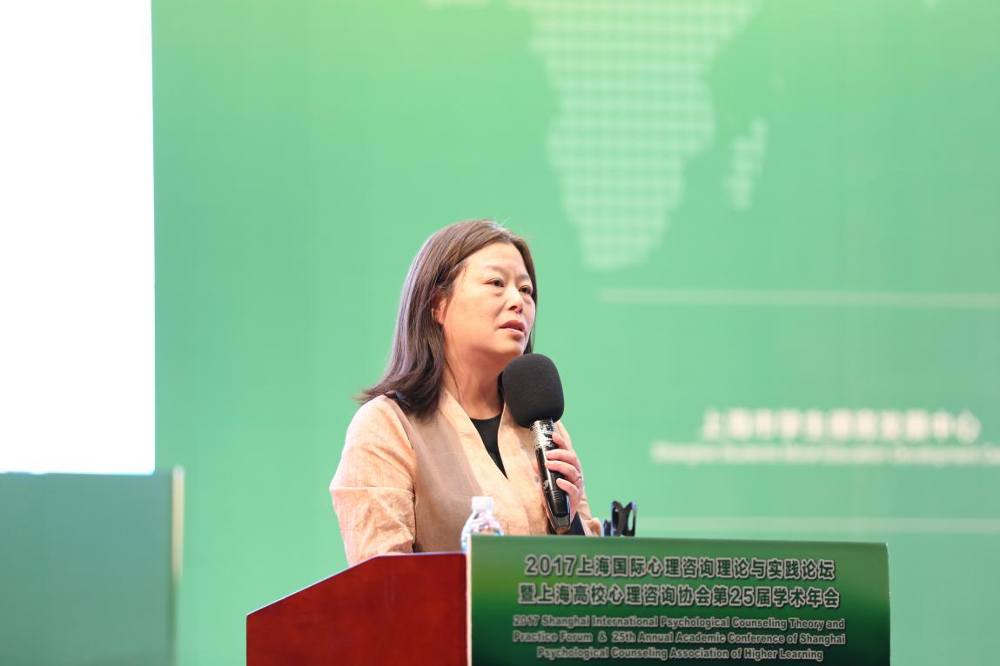 上海市学生德育发展中心
2017上海国际心理咨询理论与实践论坛
暨上海高校心理咨询协会第25届学术年会
2017 Shanghai International Psychological Counseling Theory and
Practice Forum & 25th Annual Academic Conference of Shanghai
Psychological Counseling Association of Higher Learning